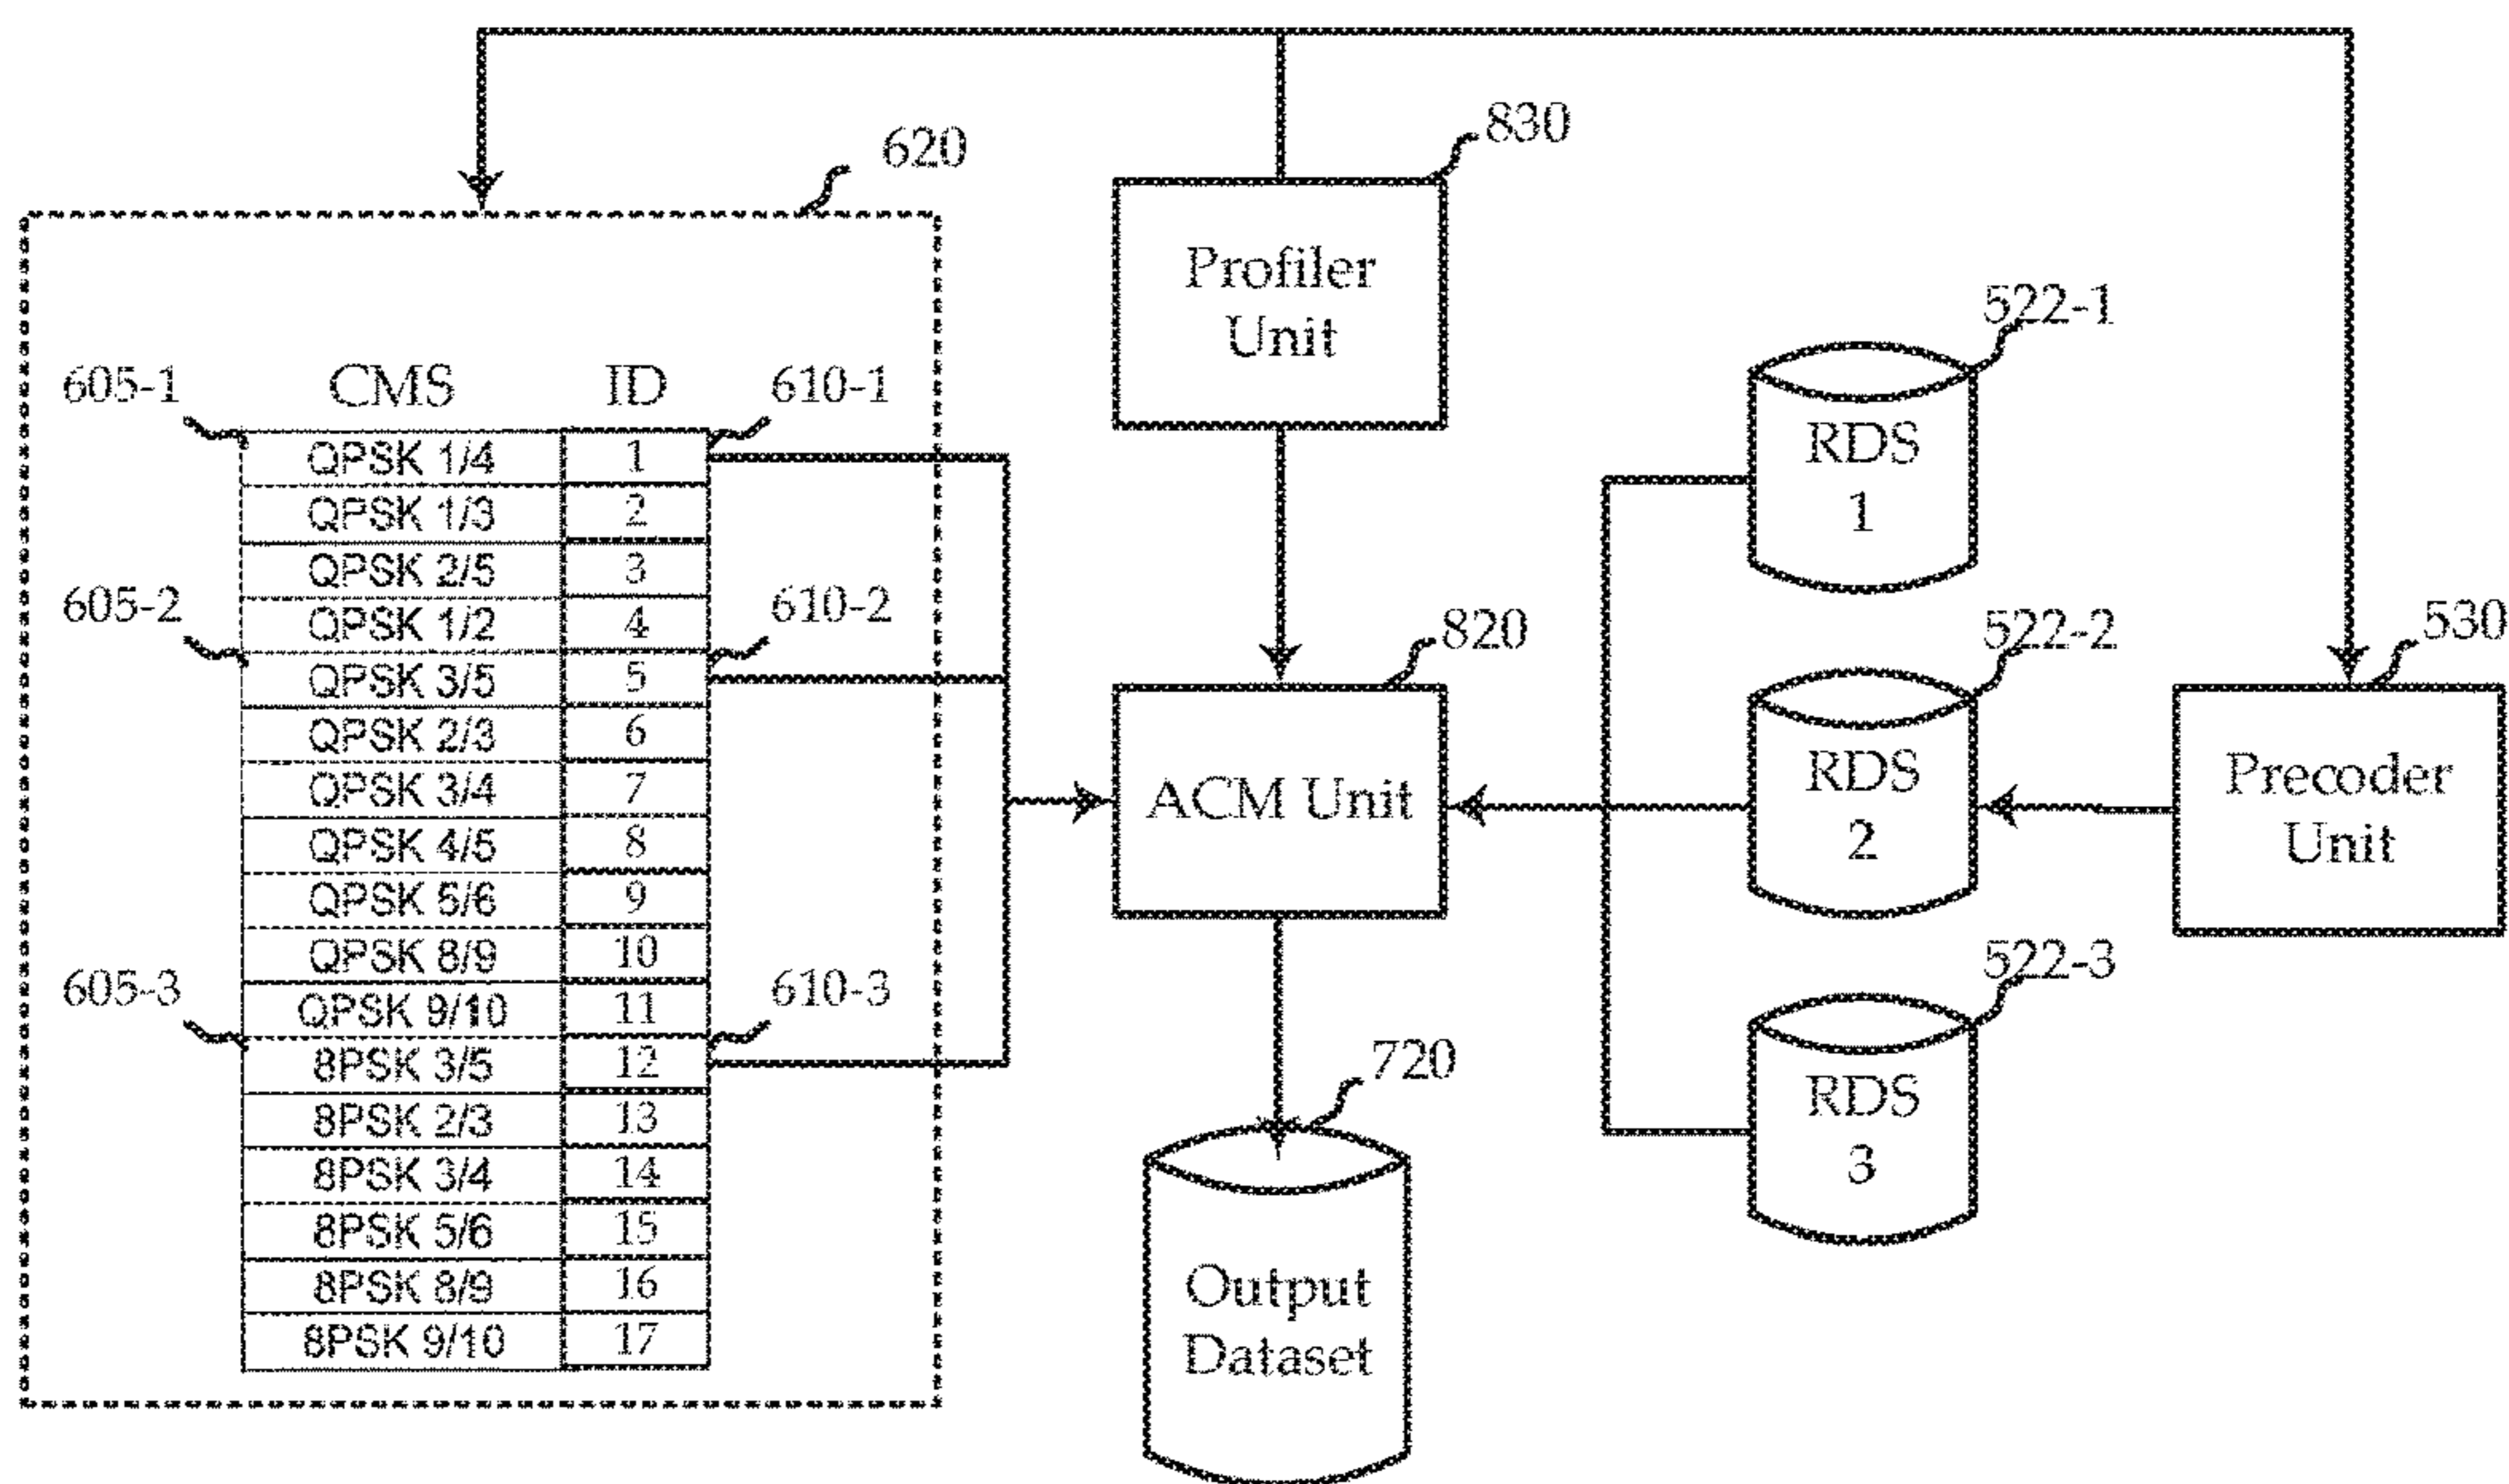 830
620
Profiler
Unit
522-1
605-1 CMS ID 610-1
QPSK 1/4 1
QPSK 1/3 2
QPSK 2/5 3
605-2 QPSK 1/2 4 610-2
QPSK 3/5 5
QPSK 2/3 6
QPSK 3/4 7
QPSK 4/5 8
QPSK 5/6 9
QPSK 8/9 10
605-3 QPSK 9/10 11 610-3
8PSK 3/5 12
8PSK 2/3 13
8PSK 3/4 14
8PSK 5/6 15
8PSK 8/9 16
8PSK 9/10 17
RDS
1
820
522-2
530
ACM Unit
RDS
2
Precoder
Unit
522-3
RDS
3
720
Output
Dataset